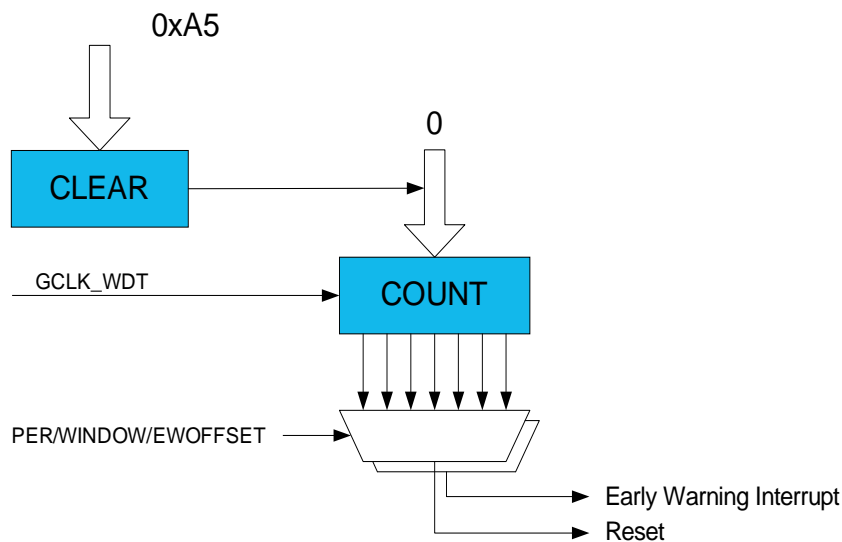 0xA5
0
CLEAR
GCLK_WDT
COUNT
PER/WINDOW/EWOFFSET
Early Warning Interrupt
Reset